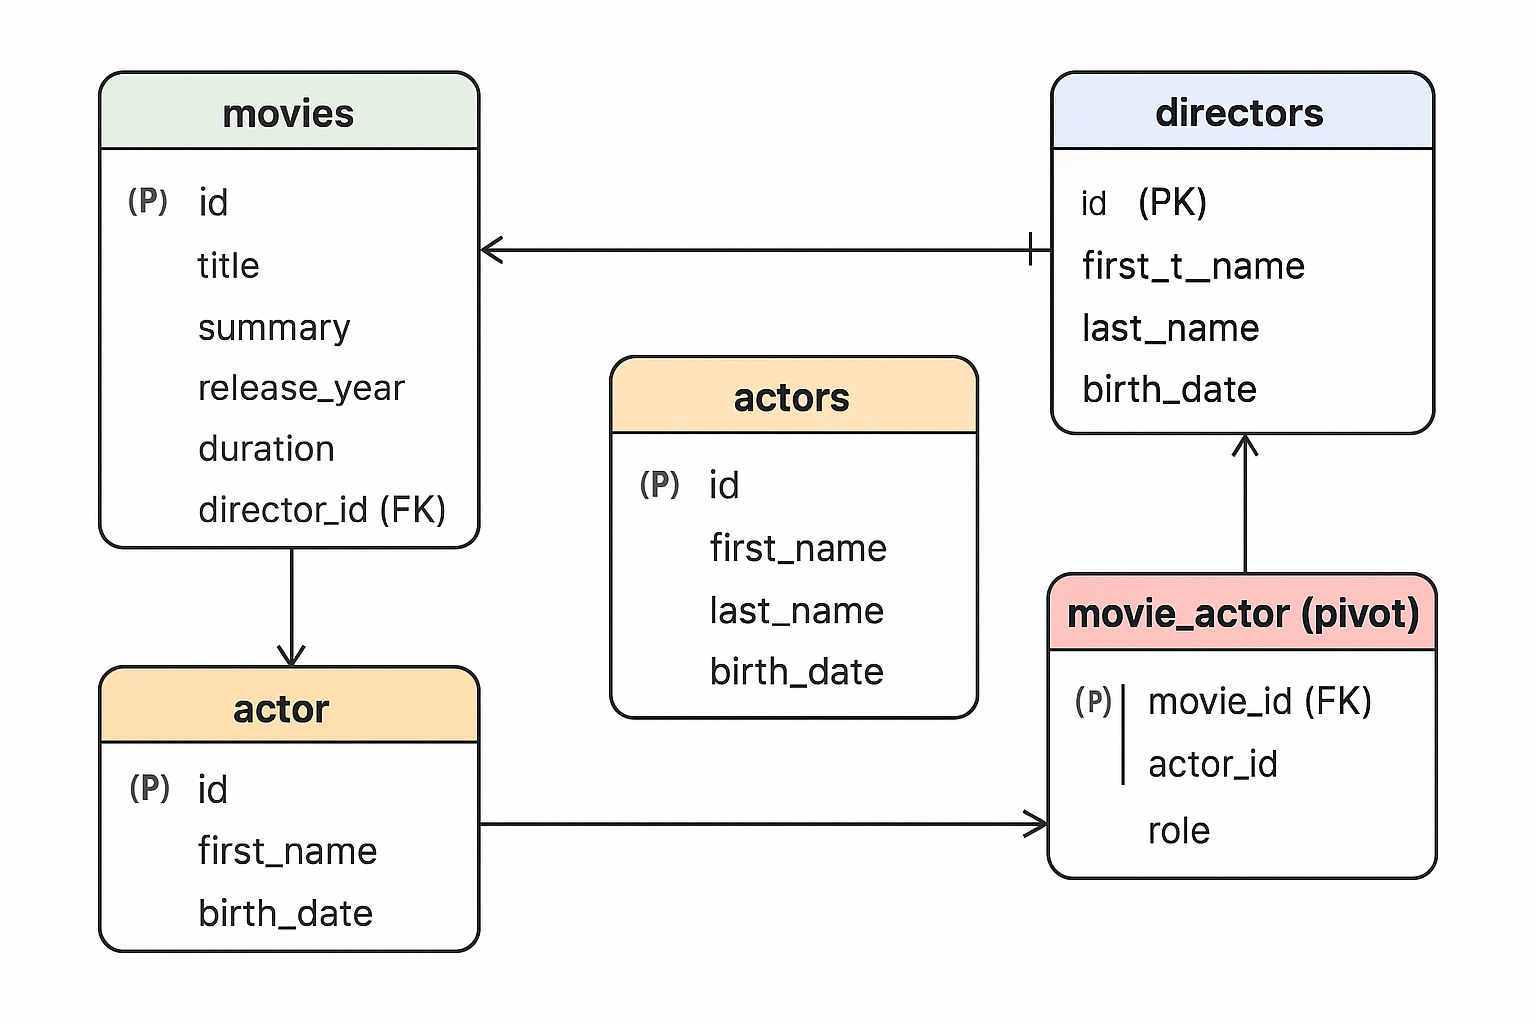 movies
(P) id
title
summary
release_year
duration
director_id (FK)
directors
id (PK)
first_t_name
last_name
birth_date
actors
(P) id
first_name
last_name
birth_date
actor
(P) id
first_name
birth_date
movie_actor (pivot)
(P) movie_id (FK)
actor_id
role